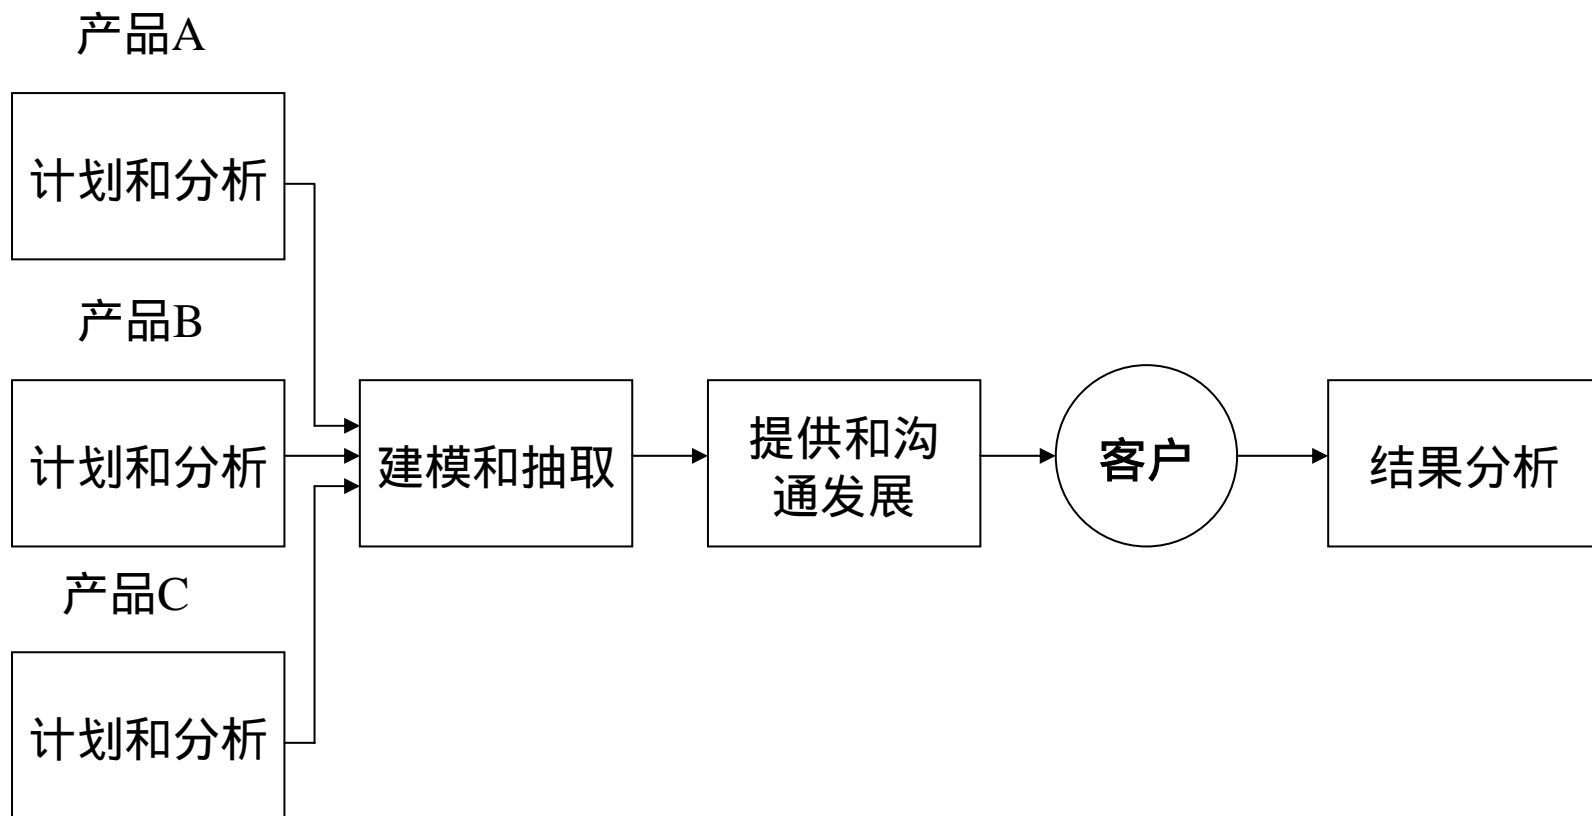 产品A
计划和分析
产品B
计划和分析
建模和抽取
提供和沟
通发展
客户
结果分析
产品C
计划和分析